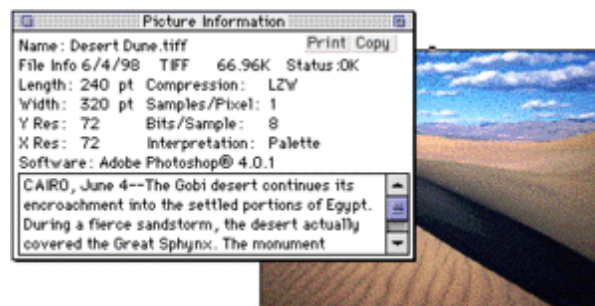 Picture Information
Name: Desert Dune.tiff Print Copy
File Info 6/4/98 TIFF 66.96K Status:OK
Length: 240 pt Compression: LZW
Width: 320 pt Samples/Pixel: 1
Y Res: 72 Bits/Sample: 8
X Res: 72 Interpretation: Palette
Software: Adobe Photoshop® 4.0.1
CAIRO, June 4--The Gobi desert continues its
encroachment into the settled portions of Egypt.
During a fierce sandstorm, the desert actually
covered the Great Sphynx. The monument